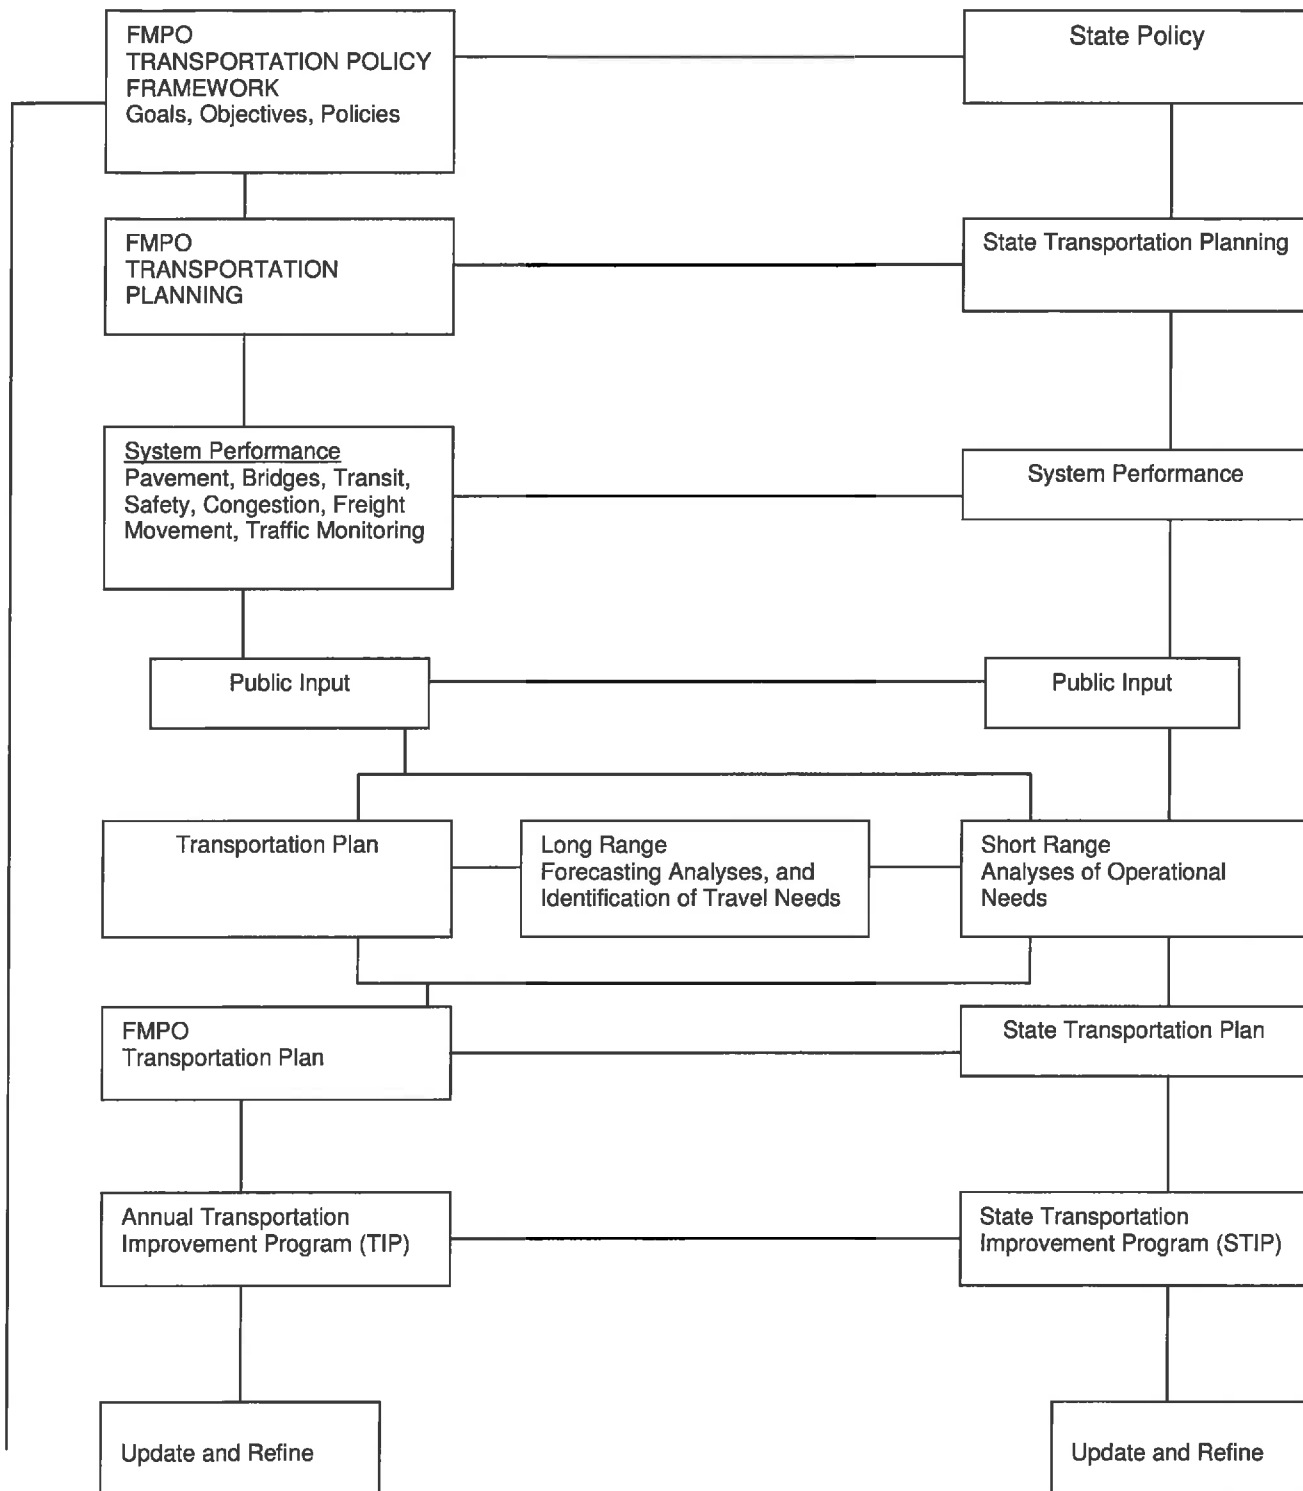 FMPO
TRANSPORTATION POLICY
FRAMEWORK
Goals, Objectives, Policies
State Policy
FMPO
TRANSPORTATION
PLANNING
State Transportation Planning
System Performance
Pavement, Bridges, Transit,
Safety, Congestion, Freight
Movement, Traffic Monitoring
System Performance
Public Input
Public Input
Transportation Plan
Long Range
Forecasting Analyses, and
Identification of Travel Needs
Short Range
Analyses of Operational
Needs
FMPO
Transportation Plan
State Transportation Plan
Annual Transportation
Improvement Program (TIP)
State Transportation
Improvement Program (STIP)
Update and Refine
Update and Refine